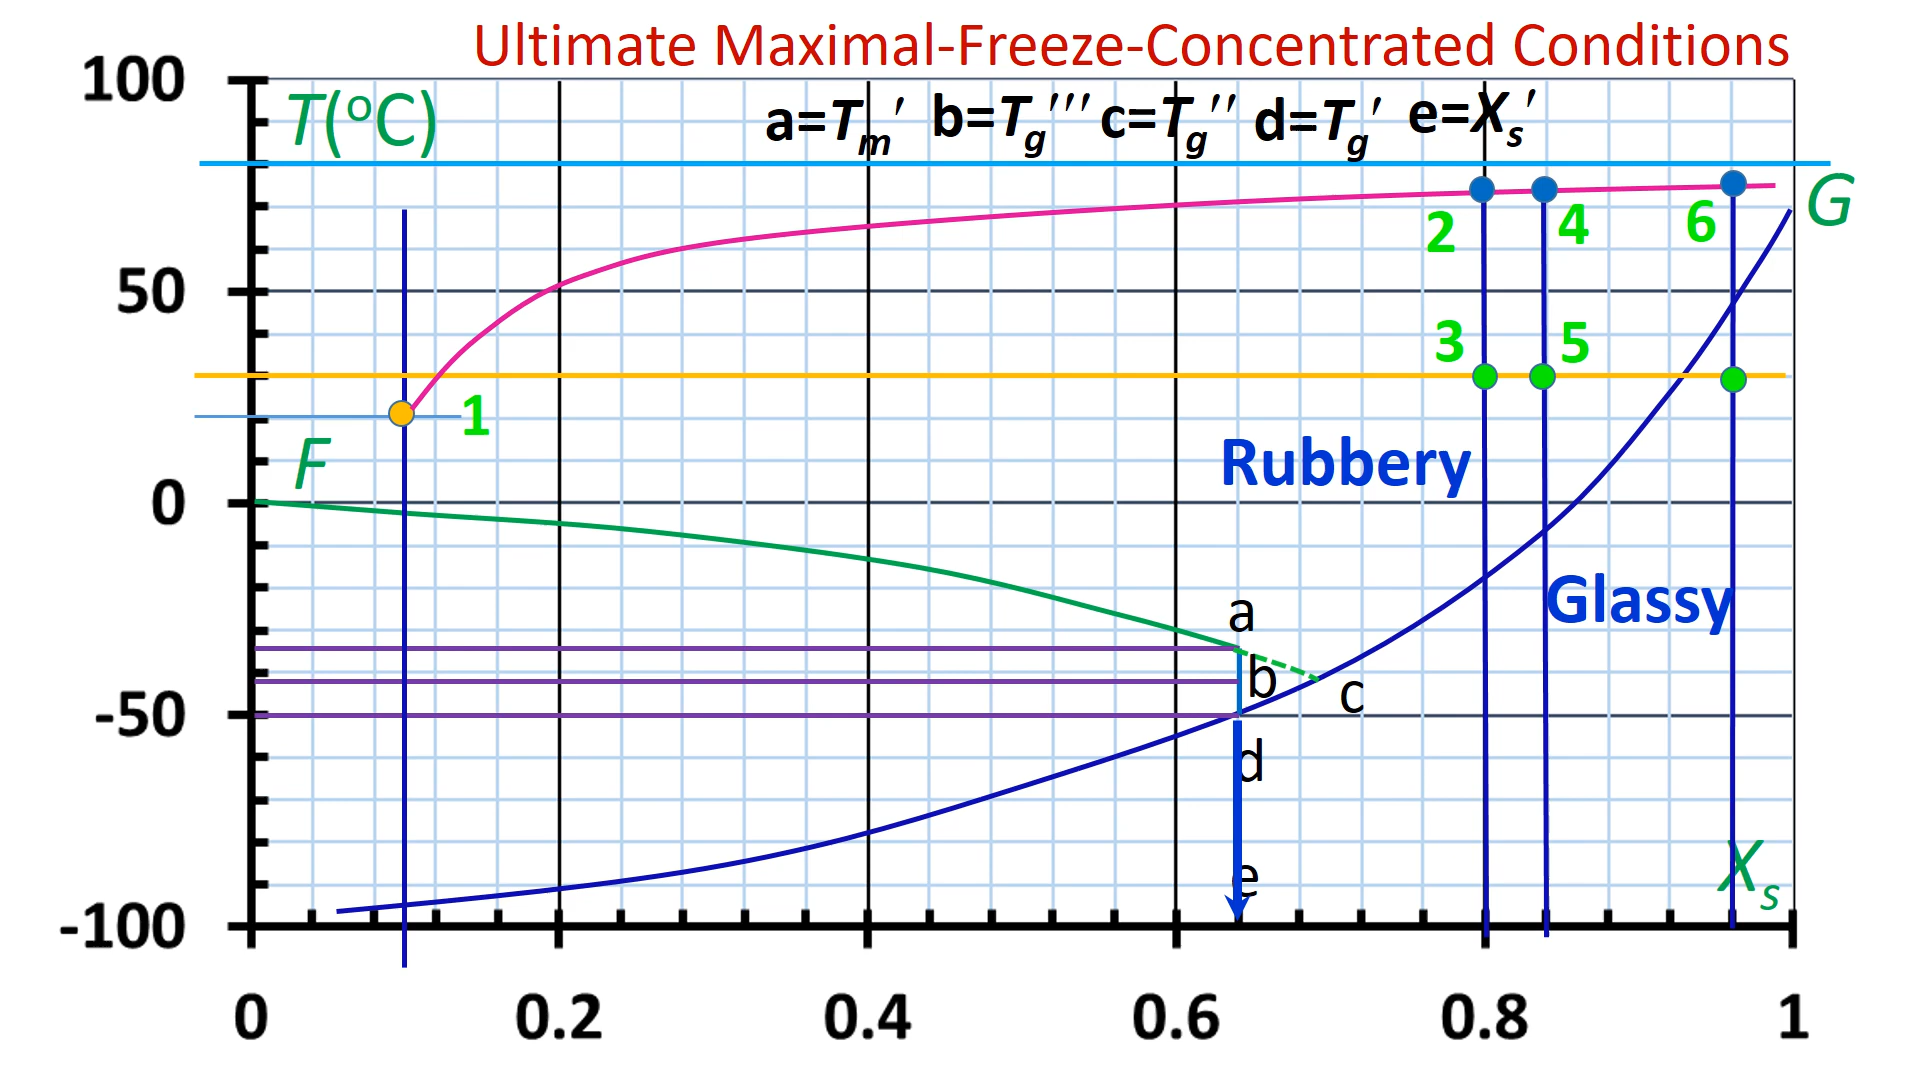 Ultimate Maximal-Freeze-Concentrated Conditions
100
T(°C)
a=Tm′ b=Tg′′′ c=Tg′′ d=Tg′ e=Xs′
G
2
4
6
50
3
5
1
F
Rubbery
0
Glassy
a
b
c
-50
d
Xs
e
-100
0 0.2 0.4 0.6 0.8 1